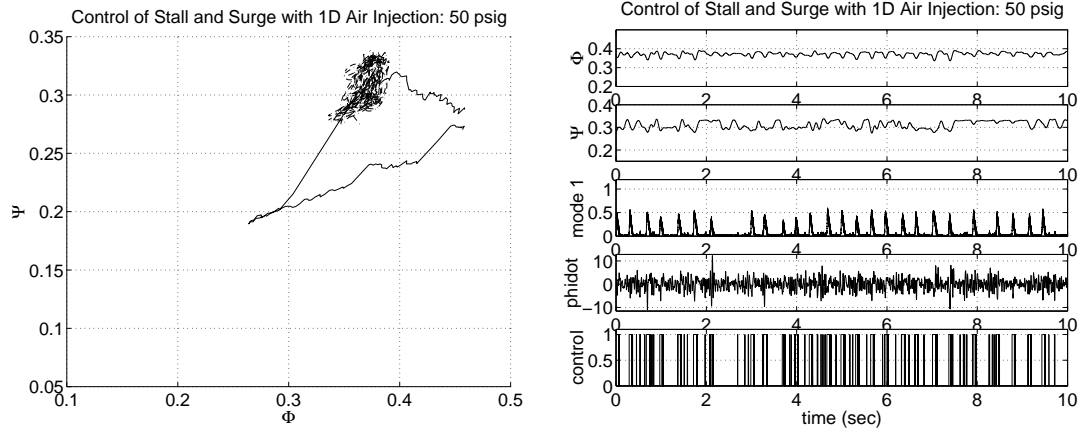 Control of Stall and Surge with 1D Air Injection: 50 psig
0.35
0.3
0.25
0.2
0.15
0.1
0.05
Ψ
0.1 0.2 0.3 0.4 0.5
Φ
Control of Stall and Surge with 1D Air Injection: 50 psig
0.4
0.3
0.2
Φ
0 2 4 6 8 10
0.4
0.3
0.2
Ψ
0 2 4 6 8 10
1
0.5
0
mode 1
0 2 4 6 8 10
10
0
−10
phidot
0 2 4 6 8 10
1
0.5
0
control
0 2 4 6 8 10
time (sec)